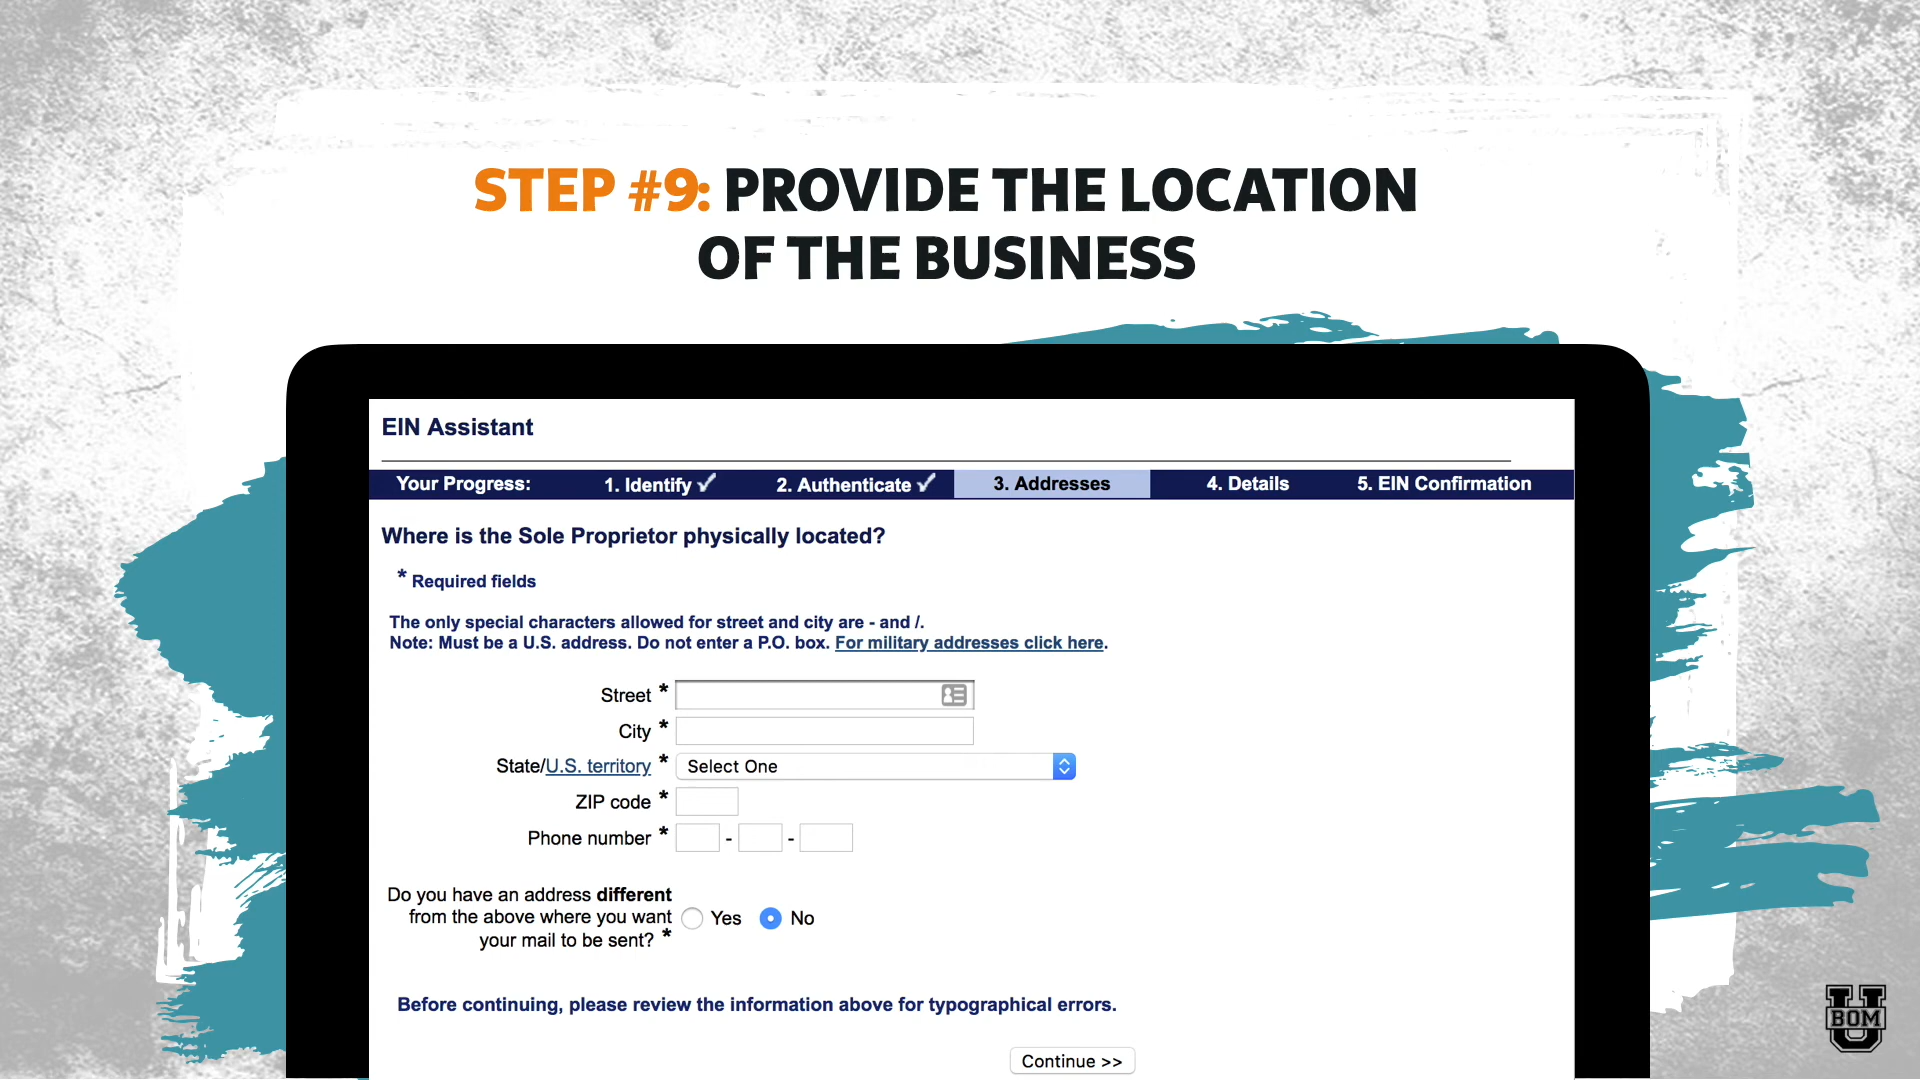 STEP #9: PROVIDE THE LOCATION
OF THE BUSINESS
EIN Assistant
Your Progress: 1. Identify ✓ 2. Authenticate ✓ 3. Addresses 4. Details 5. EIN Confirmation
Where is the Sole Proprietor physically located?
* Required fields
The only special characters allowed for street and city are - and /.
Note: Must be a U.S. address. Do not enter a P.O. box. For military addresses click here.
Street *
City *
State/U.S. territory * Select One
ZIP code *
Phone number * - -
Do you have an address different
from the above where you want
your mail to be sent? * Yes No
Before continuing, please review the information above for typographical errors.
Continue >>
U
BOM